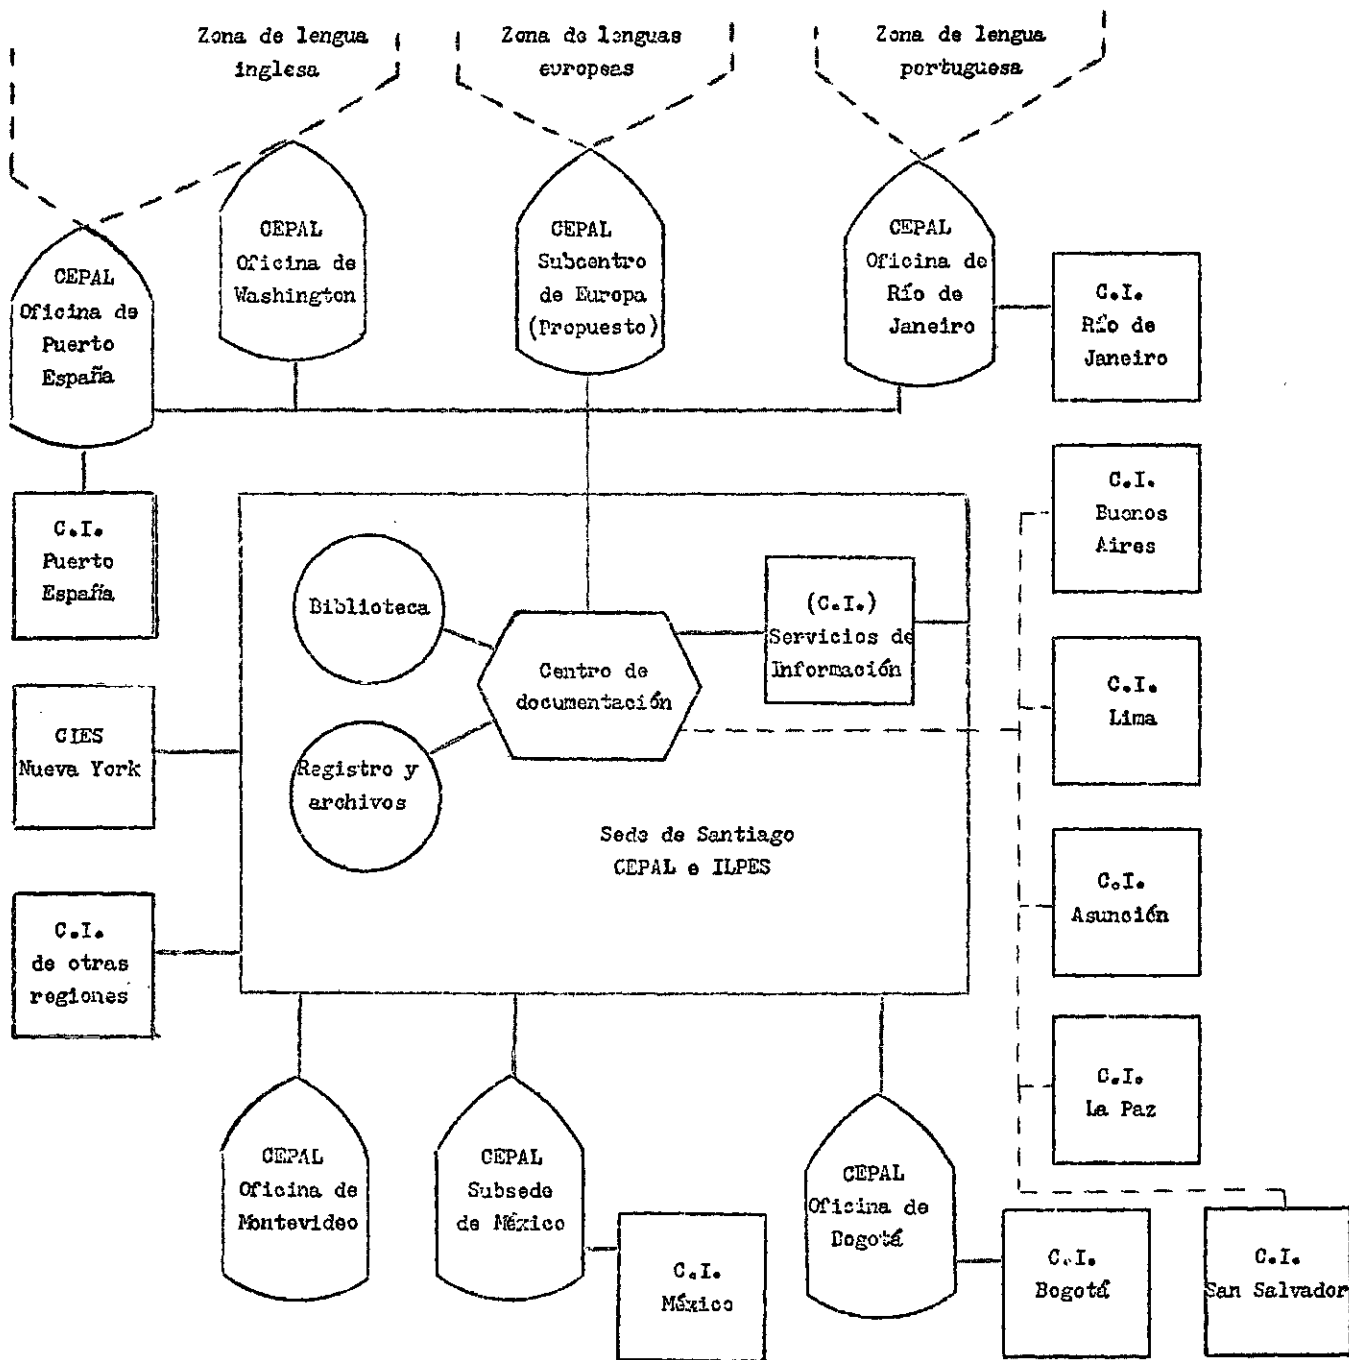 Zona de lengua
inglesa
Zona de lenguas
europeas
Zona de lengua
portuguesa
CEPAL
Oficina de
Puerto
España
CEPAL
Oficina de
Washington
CEPAL
Subcentro
de Europa
(Propuesto)
CEPAL
Oficina de
Río de
Janeiro
C.I.
Río de
Janeiro
C.I.
Puerto
España
C.I.
Buenos
Aires
Biblioteca
(C.I.)
Servicios de
Información
Centro de
documentación
C.I.
Lima
CIES
Nueva York
Registro y
archivos
Sede de Santiago
CEPAL e ILPES
C.I.
Asunción
C.I.
de otras
regiones
C.I.
La Paz
CEPAL
Oficina de
Montevideo
CEPAL
Subsede
de México
C.I.
México
CEPAL
Oficina de
Bogotá
C.I.
Bogotá
C.I.
San Salvador